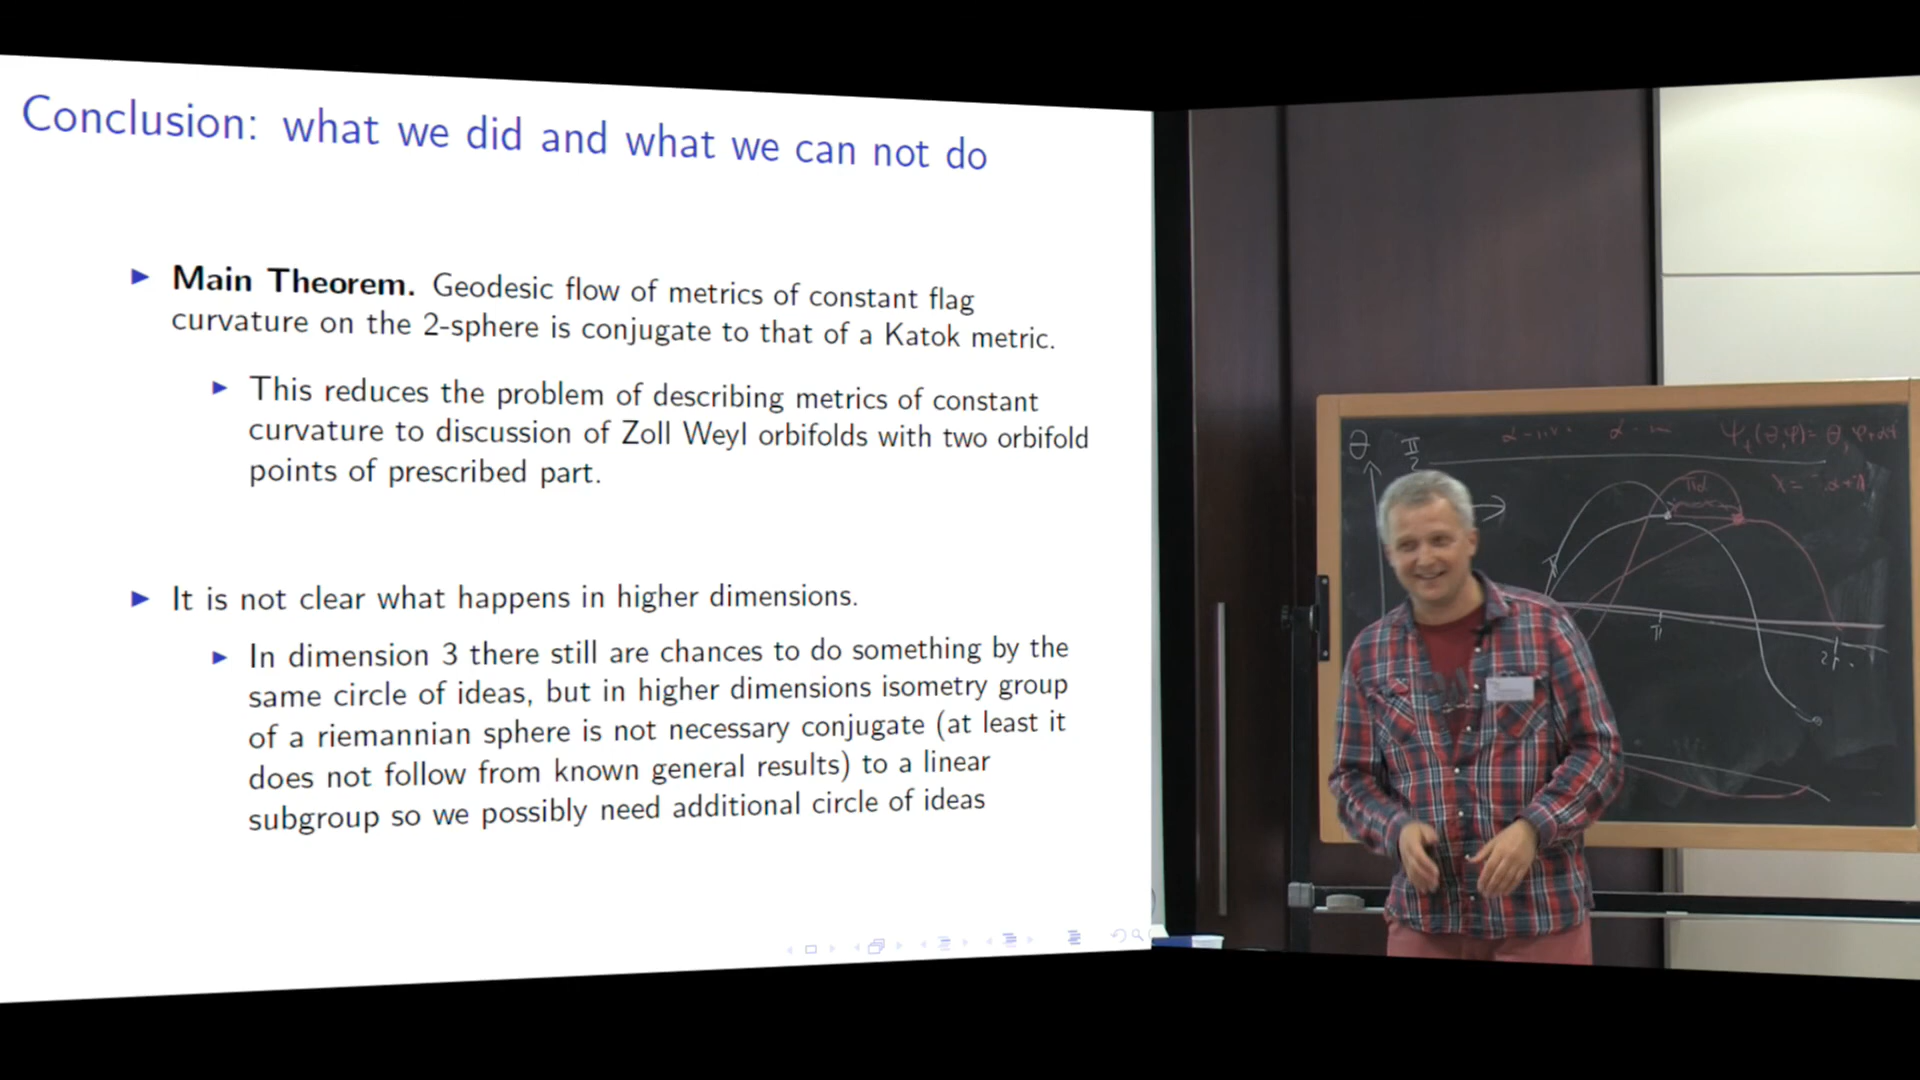 Conclusion: what we did and what we can not do
Main Theorem. Geodesic flow of metrics of constant flag
curvature on the 2-sphere is conjugate to that of a Katok metric.
This reduces the problem of describing metrics of constant
curvature to discussion of Zoll Weyl orbifolds with two orbifold
points of prescribed part.
It is not clear what happens in higher dimensions.
In dimension 3 there still are chances to do something by the
same circle of ideas, but in higher dimensions isometry group
of a riemannian sphere is not necessary conjugate (at least it
does not follow from known general results) to a linear
subgroup so we possibly need additional circle of ideas
θ
π
2
π